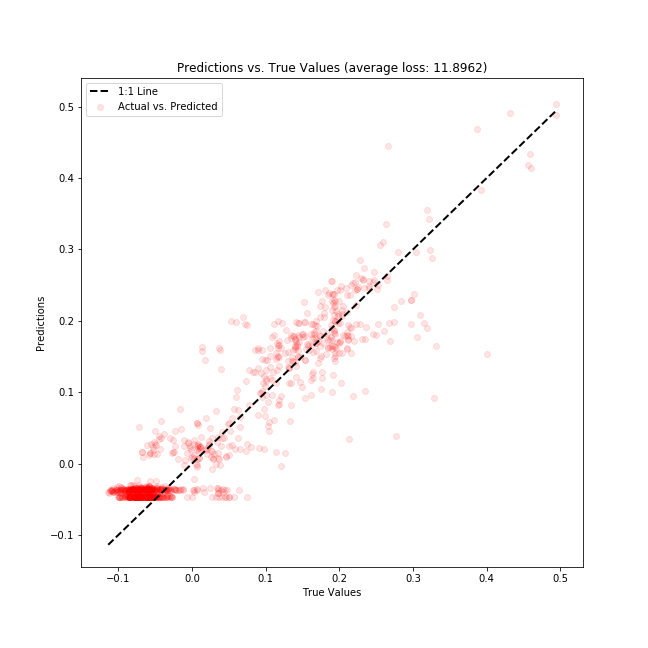 Predictions vs. True Values (average loss: 11.8962)
1:1 Line
Actual vs. Predicted
0.5
0.4
0.3
0.2
0.1
0.0
−0.1
Predictions
−0.1 0.0 0.1 0.2 0.3 0.4 0.5
True Values